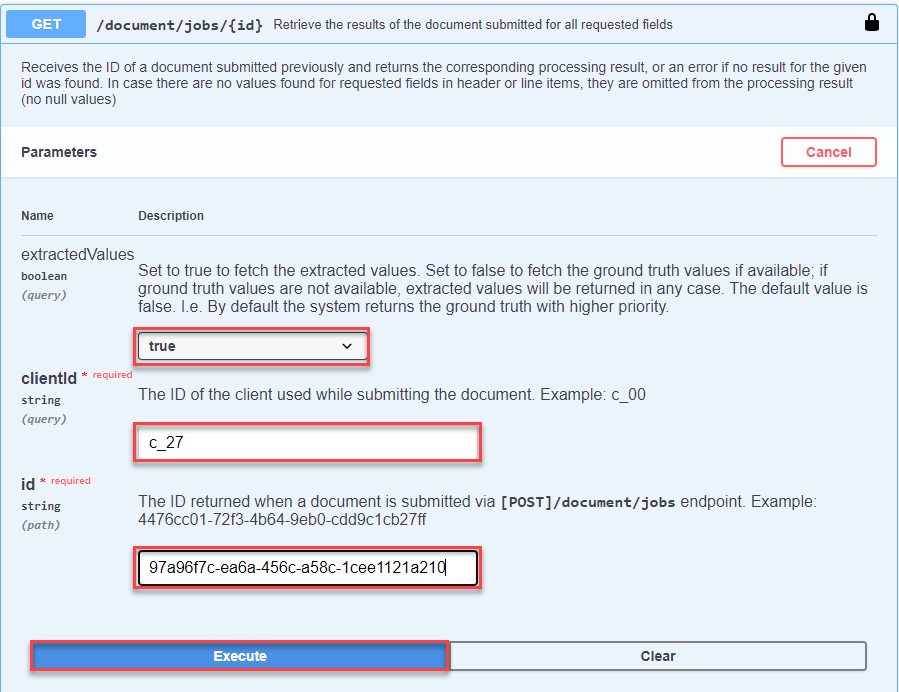 GET /document/jobs/{id} Retrieve the results of the document submitted for all requested fields
Receives the ID of a document submitted previously and returns the corresponding processing result, or an error if no result for the given
id was found. In case there are no values found for requested fields in header or line items, they are omitted from the processing result
(no null values)
Parameters Cancel
Name Description
extractedValues
boolean
(query)
Set to true to fetch the extracted values. Set to false to fetch the ground truth values if available; if
ground truth values are not available, extracted values will be returned in any case. The default value is
false. I.e. By default the system returns the ground truth with higher priority.
true
clientId * required
string
(query)
The ID of the client used while submitting the document. Example: c_00
c_27
id * required
string
(path)
The ID returned when a document is submitted via [POST]/document/jobs endpoint. Example:
4476cc01-72f3-4b64-9eb0-cdd9c1cb27ff
97a96f7c-ea6a-456c-a58c-1cee1121a210
Execute Clear